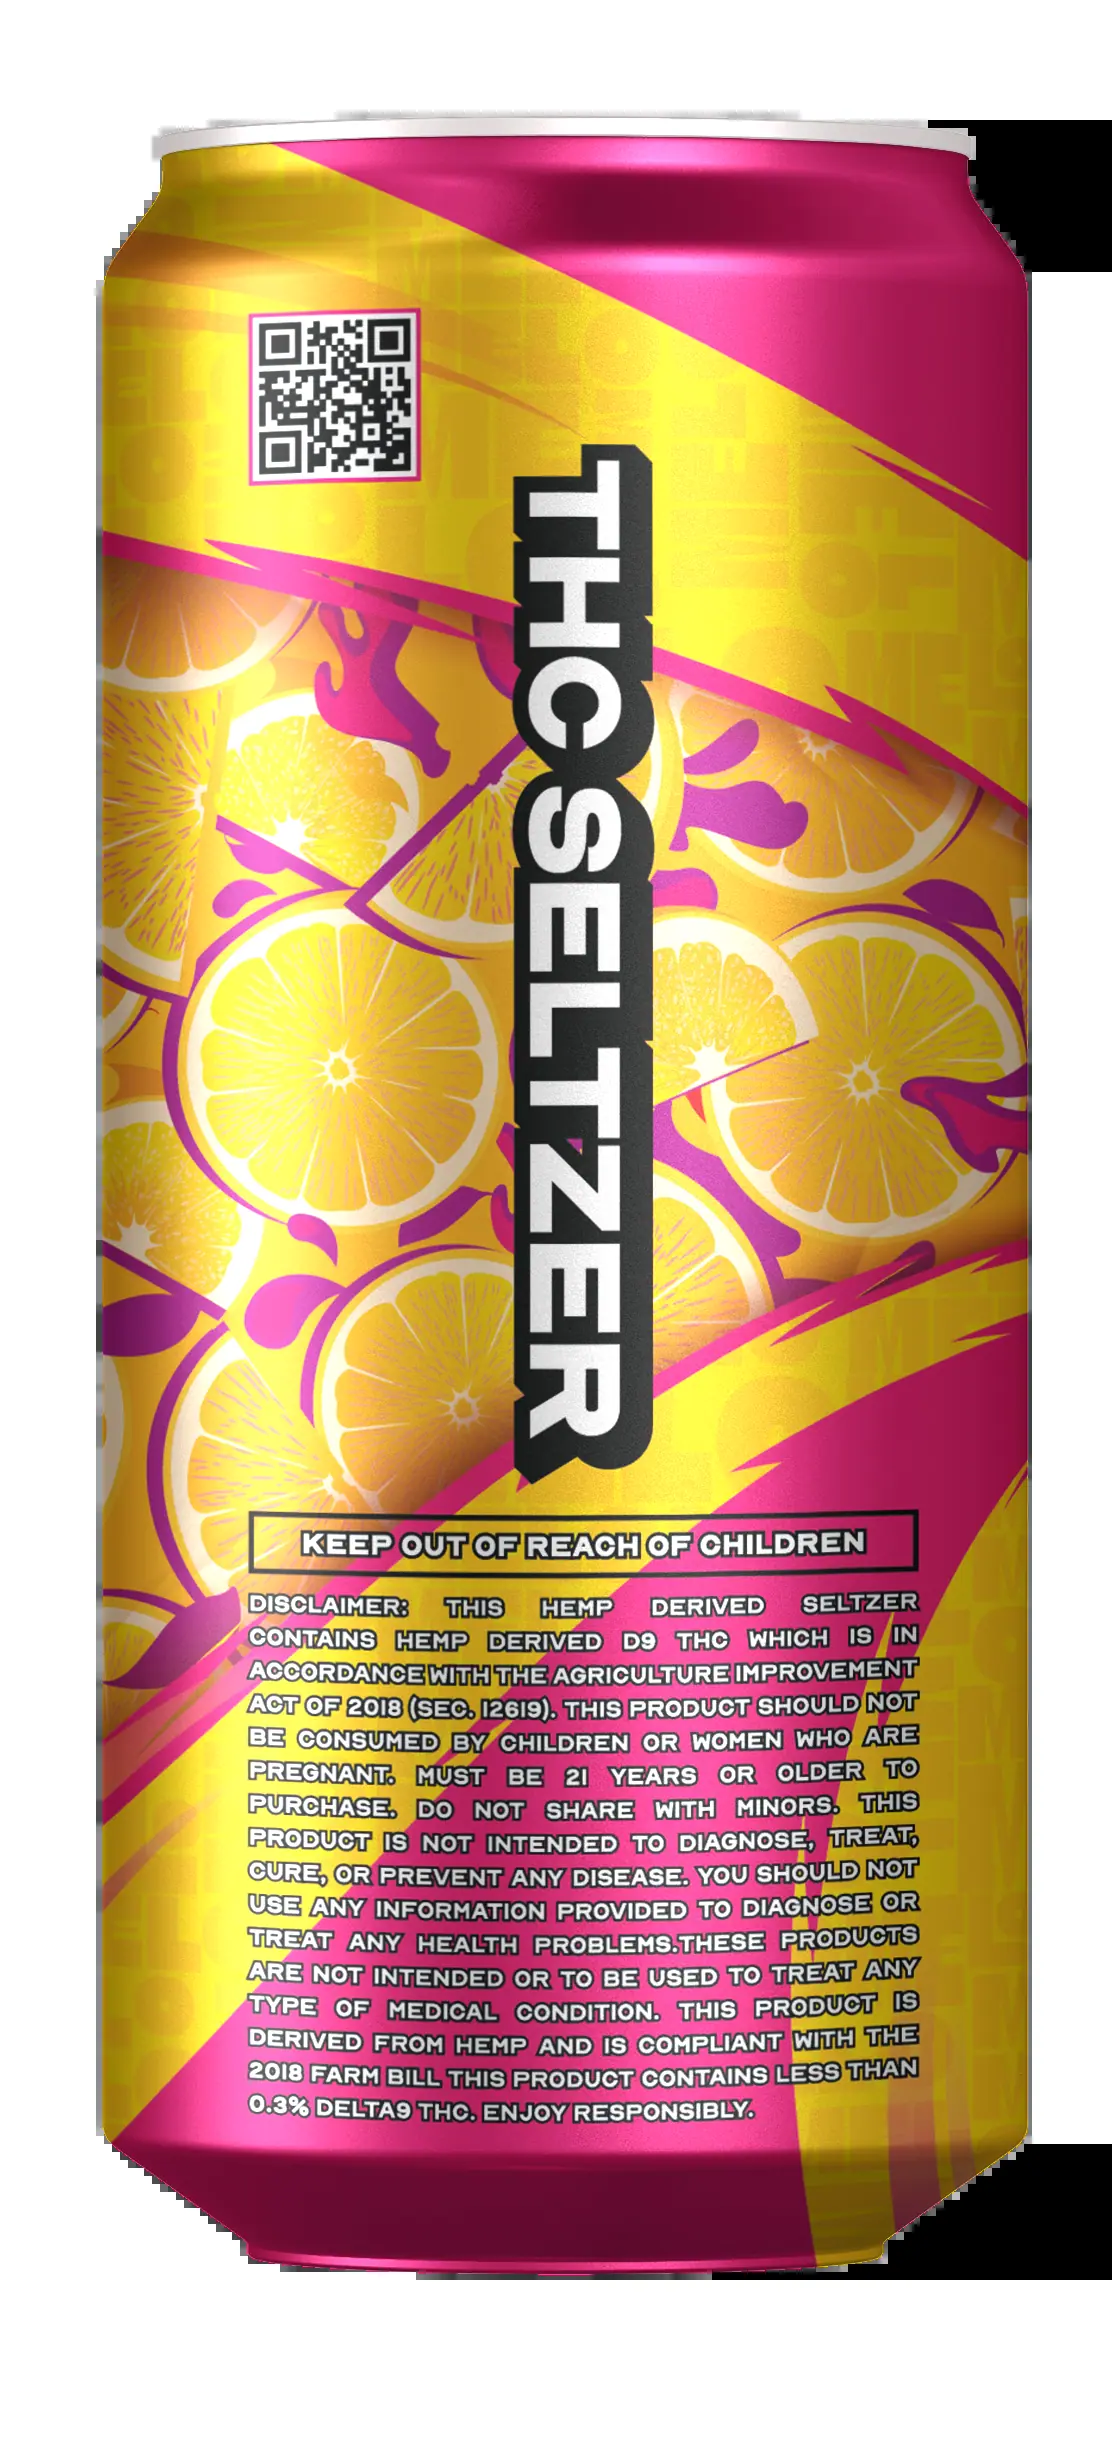 THC SELTZER
KEEP OUT OF REACH OF CHILDREN
DISCLAIMER: THIS HEMP DERIVED SELTZER
CONTAINS HEMP DERIVED D9 THC WHICH IS IN
ACCORDANCE WITH THE AGRICULTURE IMPROVEMENT
ACT OF 2018 (SEC. 12619). THIS PRODUCT SHOULD NOT
BE CONSUMED BY CHILDREN OR WOMEN WHO ARE
PREGNANT. MUST BE 21 YEARS OR OLDER TO
PURCHASE. DO NOT SHARE WITH MINORS. THIS
PRODUCT IS NOT INTENDED TO DIAGNOSE, TREAT,
CURE, OR PREVENT ANY DISEASE. YOU SHOULD NOT
USE ANY INFORMATION PROVIDED TO DIAGNOSE OR
TREAT ANY HEALTH PROBLEMS.THESE PRODUCTS
ARE NOT INTENDED OR TO BE USED TO TREAT ANY
TYPE OF MEDICAL CONDITION. THIS PRODUCT IS
DERIVED FROM HEMP AND IS COMPLIANT WITH THE
2018 FARM BILL THIS PRODUCT CONTAINS LESS THAN
0.3% DELTA9 THC. ENJOY RESPONSIBLY.